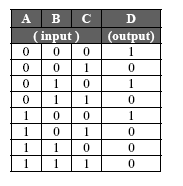 A B C D
( input ) (output)
0 0 0 1
0 0 1 0
0 1 0 1
0 1 1 0
1 0 0 1
1 0 1 0
1 1 0 0
1 1 1 0